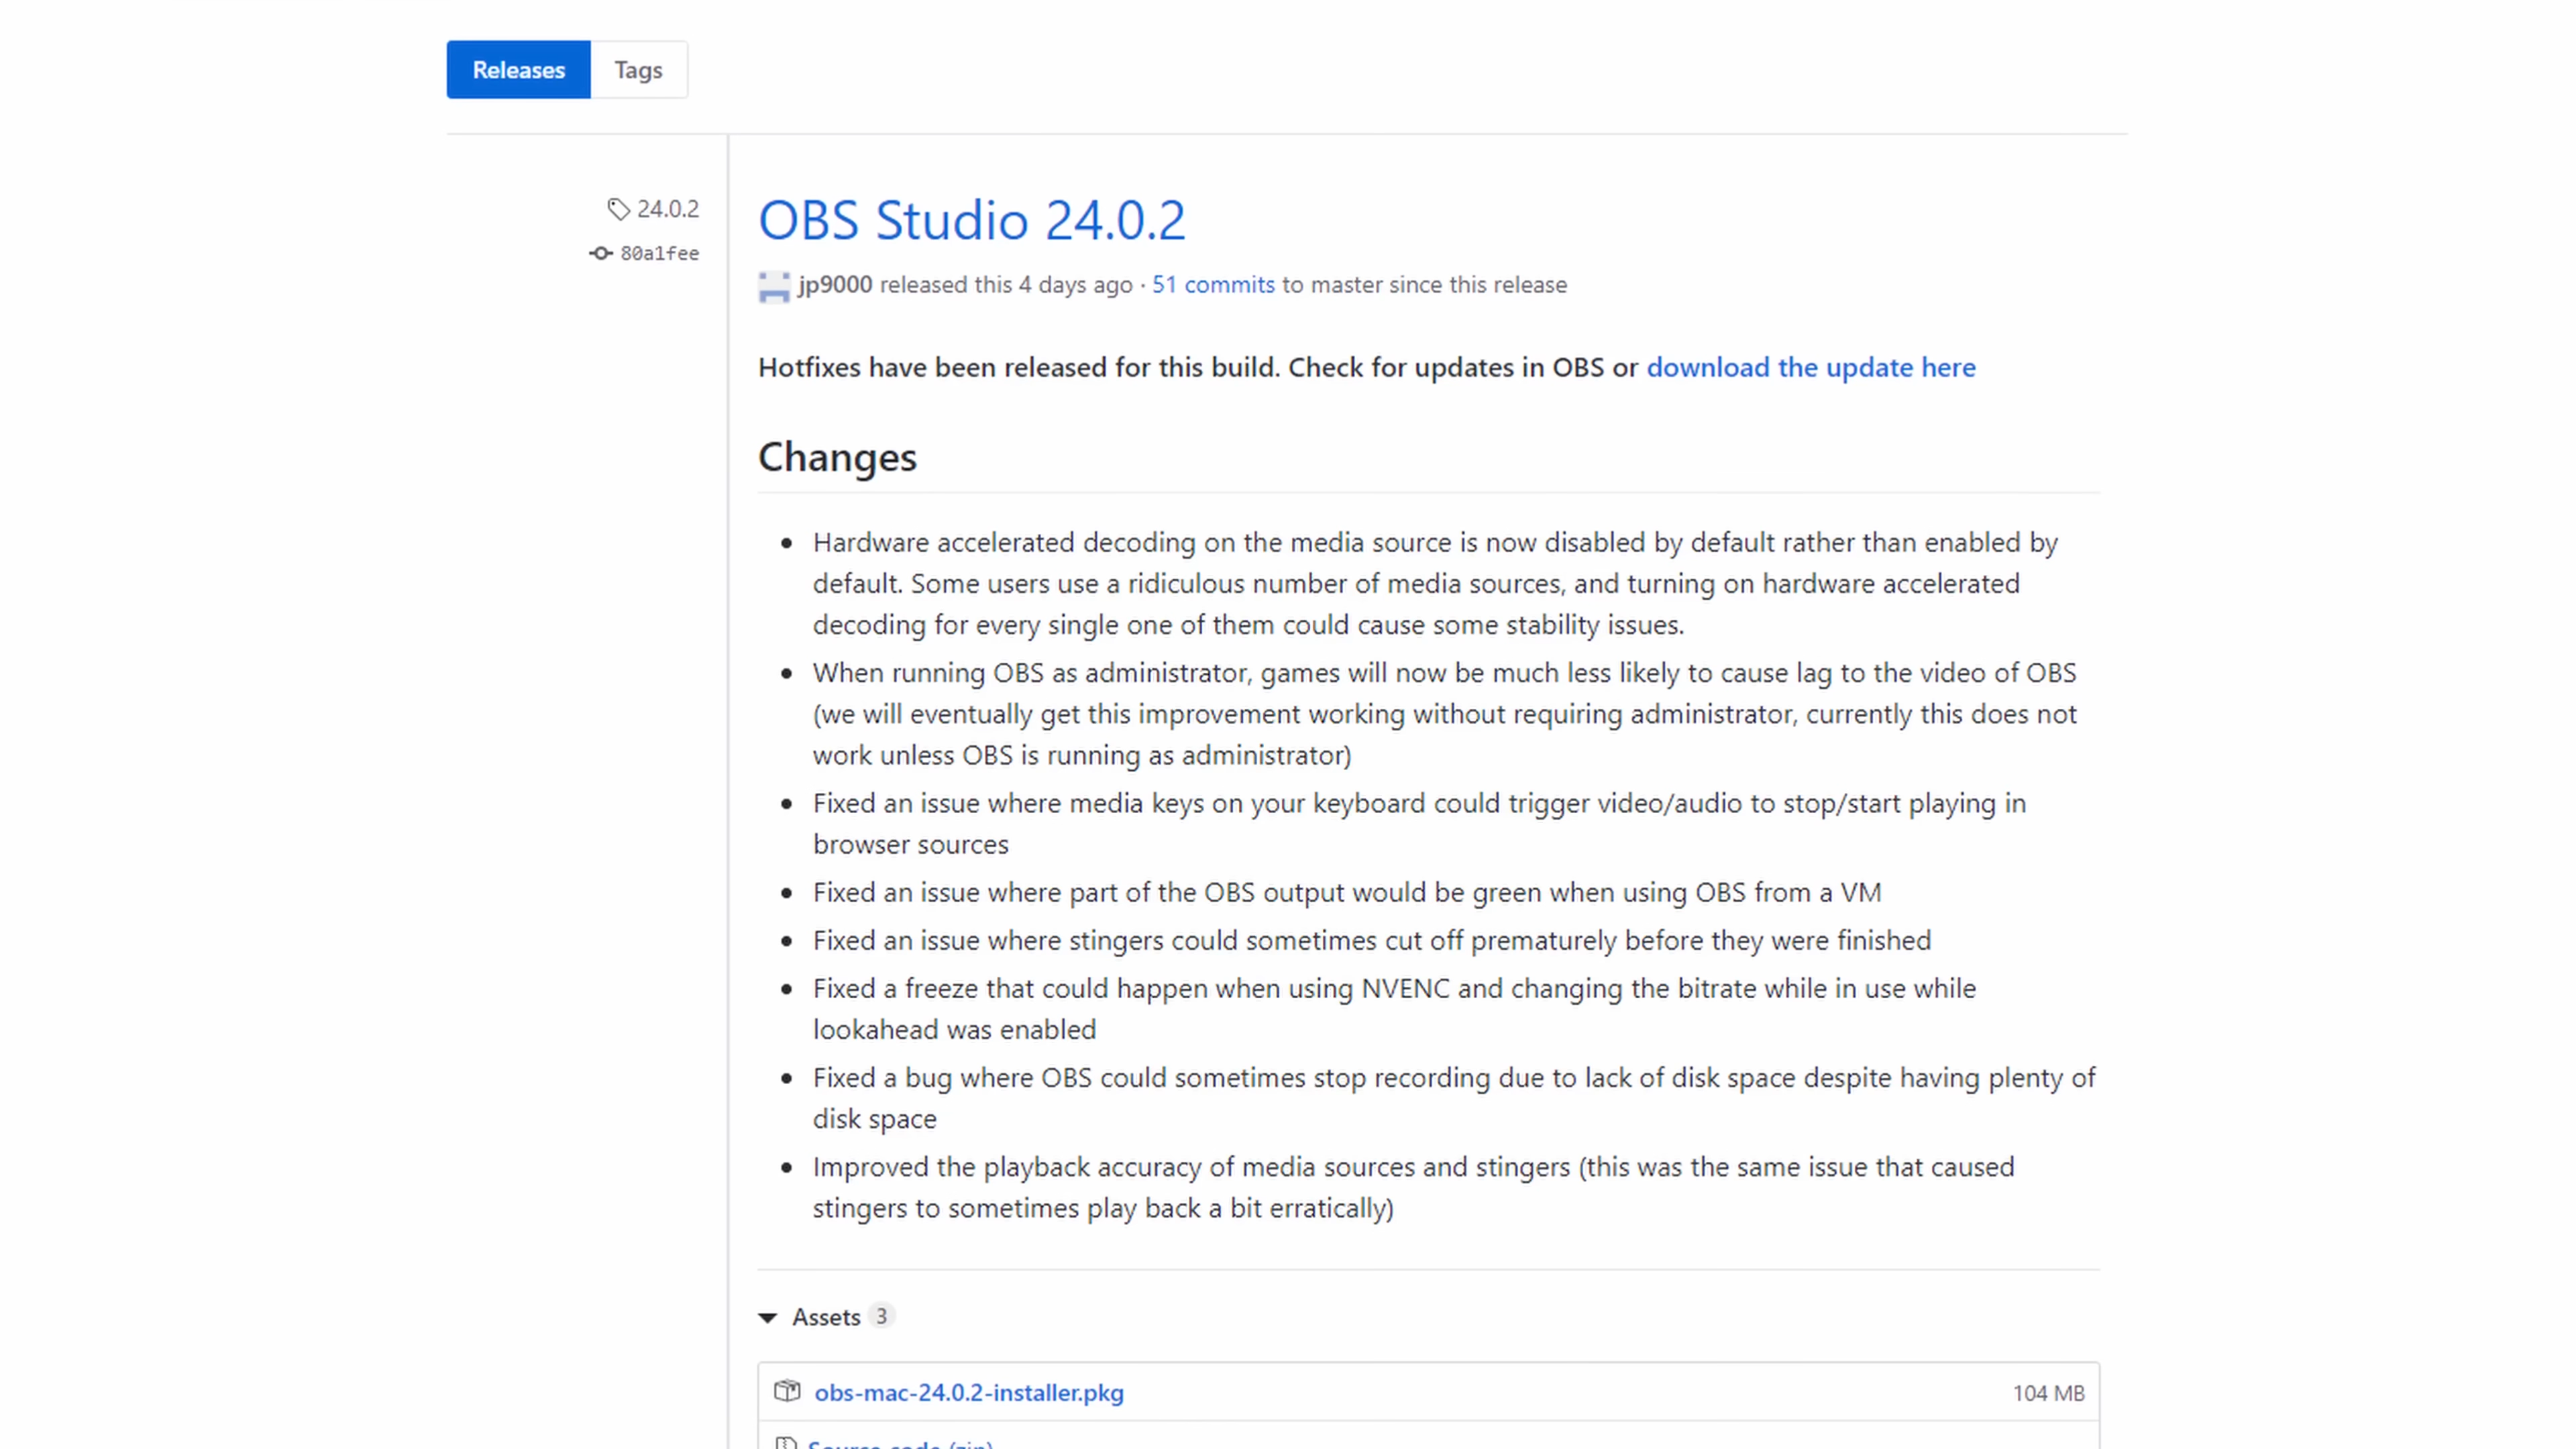 Releases Tags
24.0.2
80a1fee
OBS Studio 24.0.2
jp9000 released this 4 days ago · 51 commits to master since this release
Hotfixes have been released for this build. Check for updates in OBS or download the update here
Changes
• Hardware accelerated decoding on the media source is now disabled by default rather than enabled by
default. Some users use a ridiculous number of media sources, and turning on hardware accelerated
decoding for every single one of them could cause some stability issues.
• When running OBS as administrator, games will now be much less likely to cause lag to the video of OBS
(we will eventually get this improvement working without requiring administrator, currently this does not
work unless OBS is running as administrator)
• Fixed an issue where media keys on your keyboard could trigger video/audio to stop/start playing in
browser sources
• Fixed an issue where part of the OBS output would be green when using OBS from a VM
• Fixed an issue where stingers could sometimes cut off prematurely before they were finished
• Fixed a freeze that could happen when using NVENC and changing the bitrate while in use while
lookahead was enabled
• Fixed a bug where OBS could sometimes stop recording due to lack of disk space despite having plenty of
disk space
• Improved the playback accuracy of media sources and stingers (this was the same issue that caused
stingers to sometimes play back a bit erratically)
Assets 3
obs-mac-24.0.2-installer.pkg 104 MB
Source code (zip)